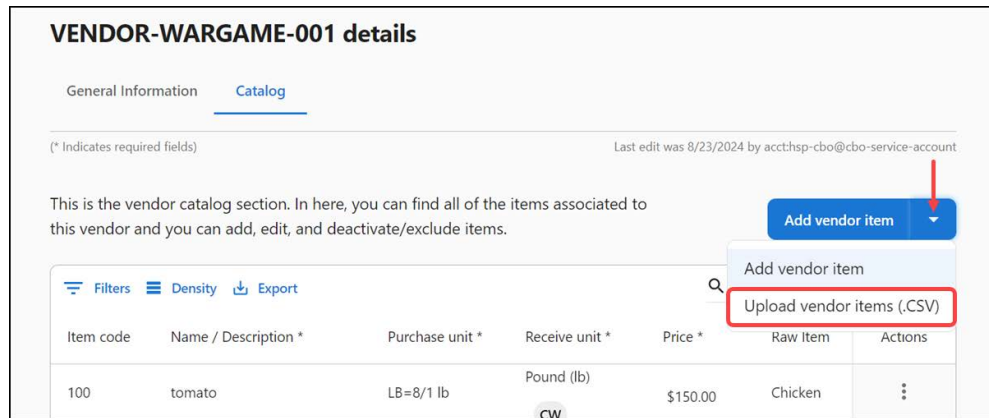 VENDOR-WARGAME-001 details
General Information Catalog
(* Indicates required fields) Last edit was 8/23/2024 by acct:hsp-cbo@cbo-service-account
This is the vendor catalog section. In here, you can find all of the items associated to
this vendor and you can add, edit, and deactivate/exclude items.
Add vendor item
Add vendor item
Upload vendor items (.CSV)
Filters Density Export
Item code Name / Description * Purchase unit * Receive unit * Price * Raw Item Actions
100 tomato LB=8/1 lb Pound (lb) $150.00 Chicken
CW